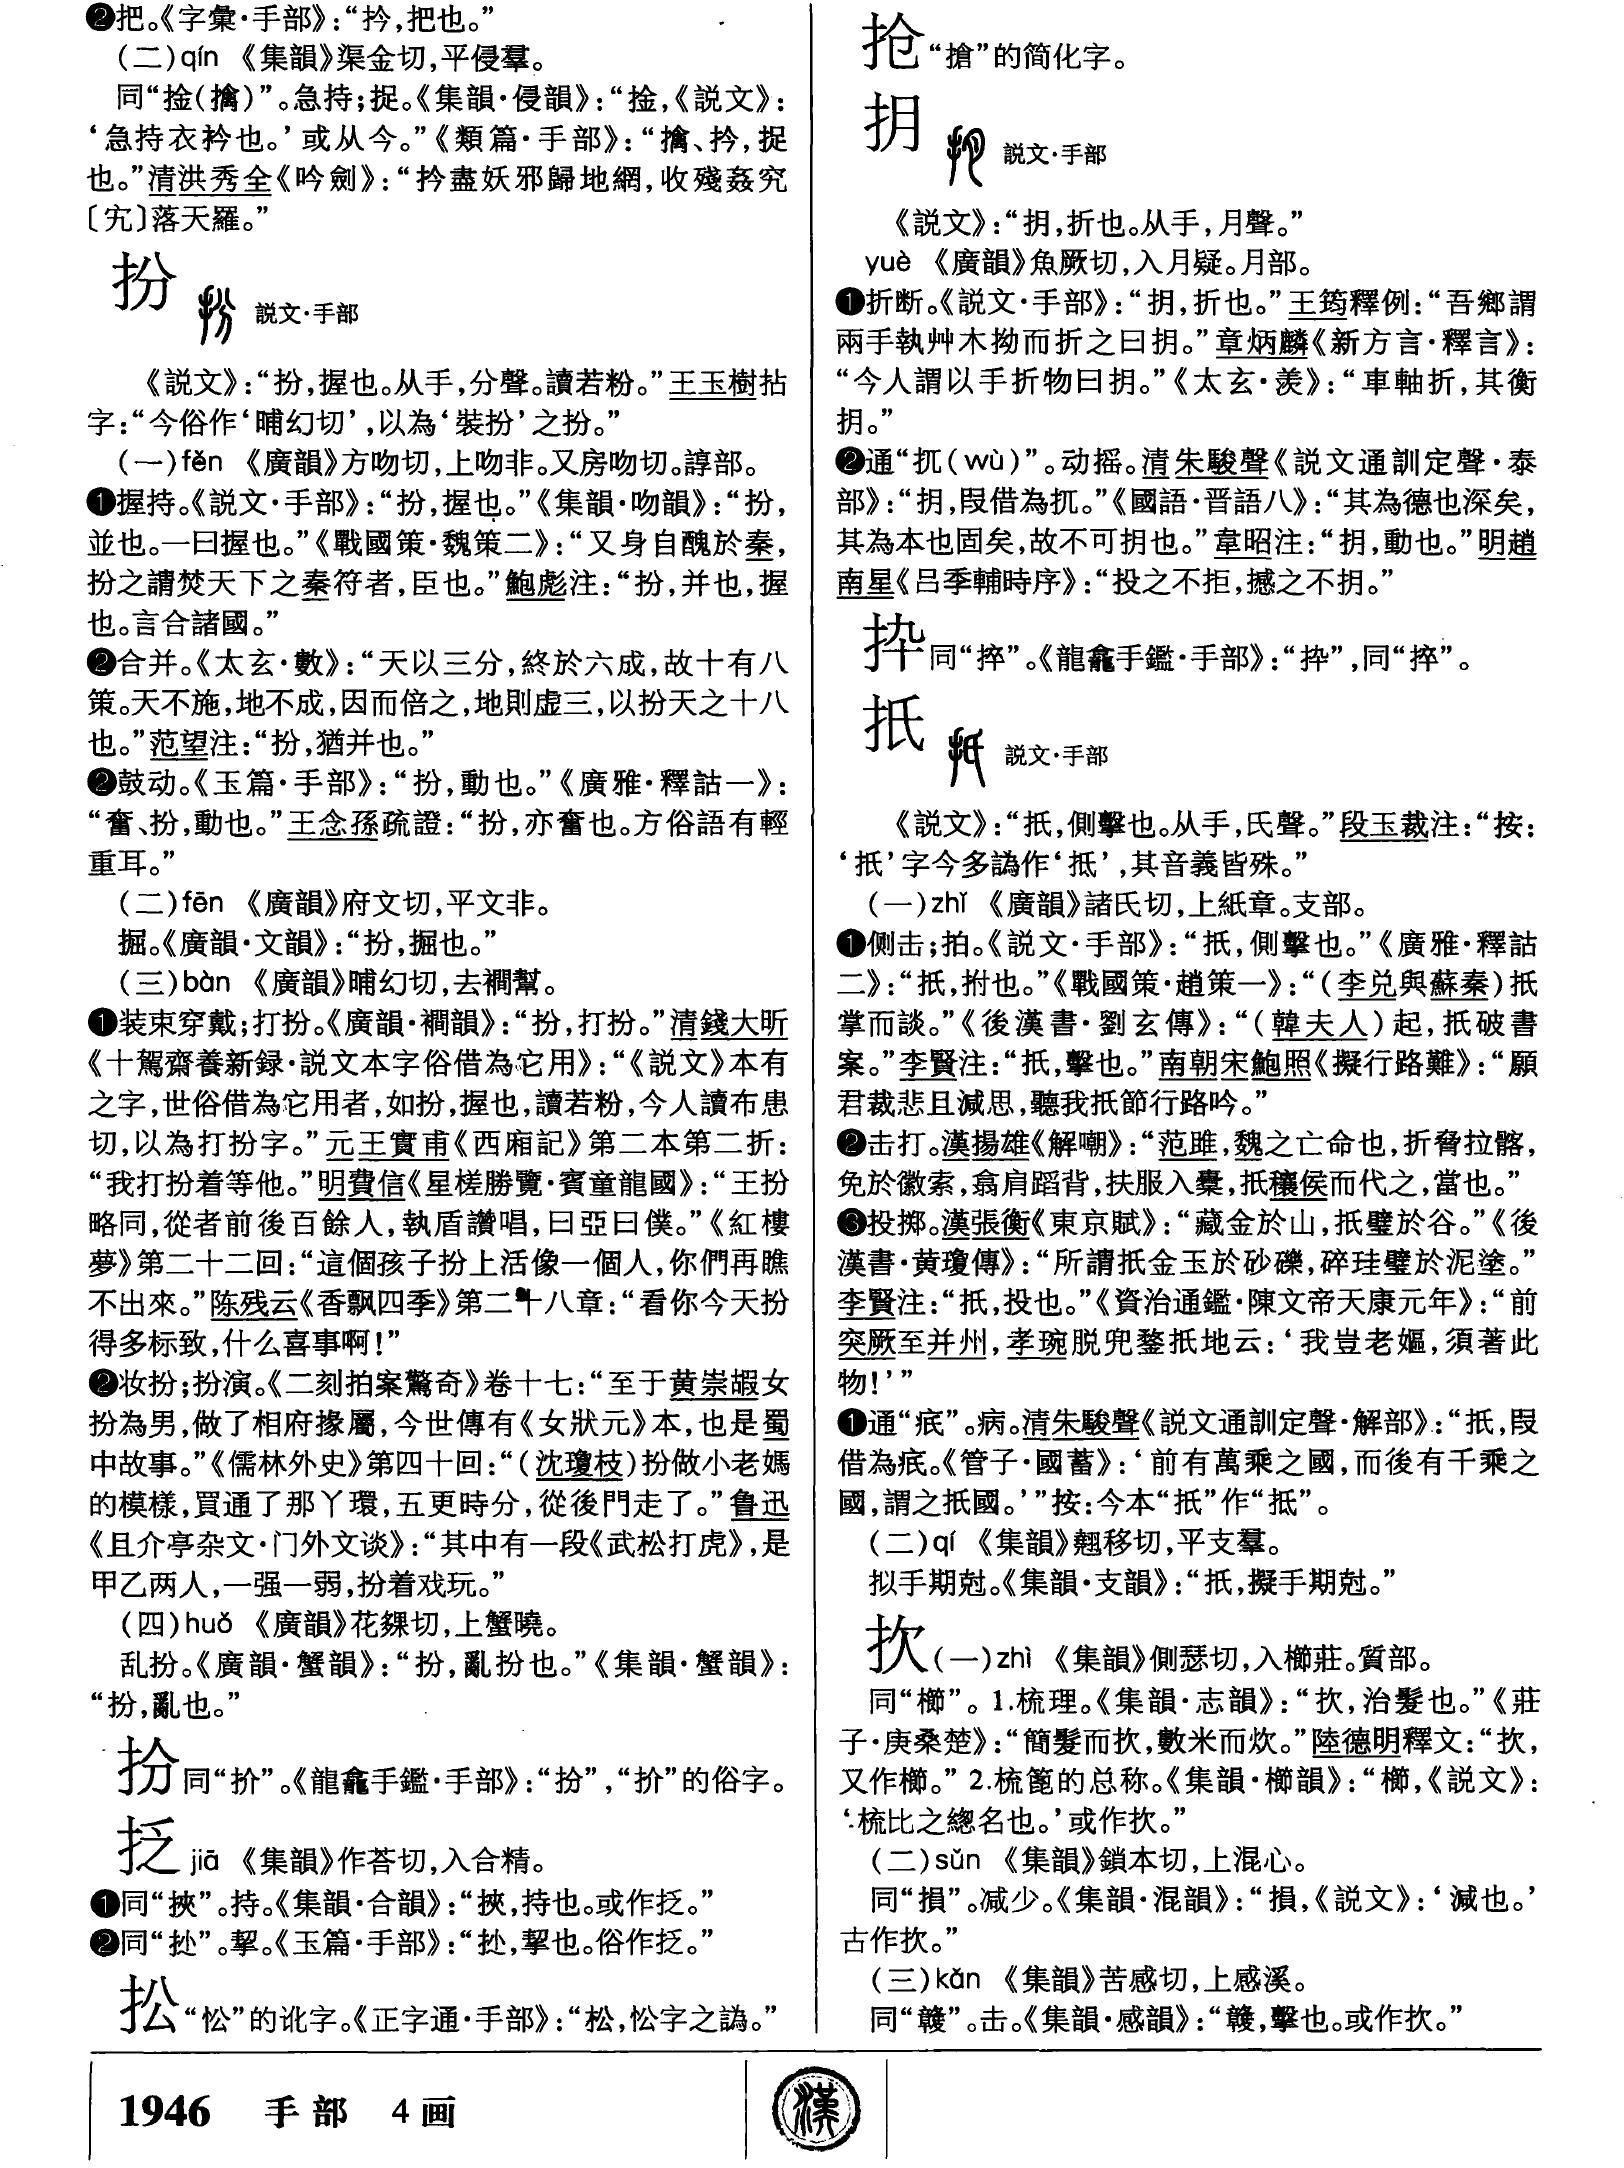 ❷把。《字彙·手部》：“扲，把也。”
（二）qín 《集韻》渠金切，平侵羣。
同“捦（擒）”。急持；捉。《集韻·侵韻》：“捦，《説文》：
‘急持衣衿也。’或从今。”《類篇·手部》：“擒、扲，捉
也。”清洪秀全《吟劍》：“扲盡妖邪歸地網，收殘姦究
〔宄〕落天羅。”
扮 説文·手部
《説文》：“扮，握也。从手，分聲。讀若粉。”王玉樹拈
字：“今俗作‘晡幻切’，以為‘裝扮’之扮。”
（一）fěn 《廣韻》方吻切，上吻非。又房吻切。諄部。
❶握持。《説文·手部》：“扮，握也。”《集韻·吻韻》：“扮，
並也。一曰握也。”《戰國策·魏策二》：“又身自醜於秦，
扮之請焚天下之秦符者，臣也。”鮑彪注：“扮，并也，握
也。言合諸國。”
❷合并。《太玄·數》：“天以三分，終於六成，故十有八
策。天不施，地不成，因而倍之，地則虚三，以扮天之十八
也。”范望注：“扮，猶并也。”
❷鼓动。《玉篇·手部》：“扮，動也。”《廣雅·釋詁一》：
“奮、扮，動也。”王念孫疏證：“扮，亦奮也。方俗語有輕
重耳。”
（二）fēn 《廣韻》府文切，平文非。
掘。《廣韻·文韻》：“扮，掘也。”
（三）bàn 《廣韻》晡幻切，去襇幫。
❶装束穿戴；打扮。《廣韻·襇韻》：“扮，打扮。”清錢大昕
《十駕齋養新録·説文本字俗借為它用》：“《説文》本有
之字，世俗借為它用者，如扮，握也，讀若粉，今人讀布患
切，以為打扮字。”元王實甫《西廂記》第二本第二折：
“我打扮着等他。”明費信《星槎勝覽·賓童龍國》：“王扮
略同，從者前後百餘人，執盾讚唱，曰亞曰僕。”《紅樓
夢》第二十二回：“這個孩子扮上活像一個人，你們再瞧
不出來。”陈残云《香飘四季》第二十八章：“看你今天扮
得多标致，什么喜事啊！”
❷妆扮；扮演。《二刻拍案驚奇》卷十七：“至于黄崇嘏女
扮為男，做了相府掾屬，今世傳有《女狀元》本，也是蜀
中故事。”《儒林外史》第四十回：“（沈瓊枝）扮做小老媽
的模樣，買通了那丫環，五更時分，從後門走了。”鲁迅
《且介亭杂文·门外文谈》：“其中有一段《武松打虎》，是
甲乙两人，一强一弱，扮着戏玩。”
（四）huǒ 《廣韻》花夥切，上蟹曉。
乱扮。《廣韻·蟹韻》：“扮，亂扮也。”《集韻·蟹韻》：
“扮，亂也。”
扮同“扴”。《龍龕手鑑·手部》：“扮”，“扴”的俗字。
抸 jiā 《集韻》作荅切，入合精。
❶同“挾”。持。《集韻·合韻》：“挾，持也。或作抸。”
❷同“抋”。挐。《玉篇·手部》：“，挐也。俗作抸。”
㧐“忪”的讹字。《正字通·手部》：“㧐，忪字之譌。”
抢“搶”的简化字。
抈 説文·手部
《説文》：“抈，折也。从手，月聲。”
yuè 《廣韻》魚厥切，入月疑。月部。
❶折断。《説文·手部》：“抈，折也。”王筠釋例：“吾鄉謂
兩手執艸木拗而折之曰抈。”章炳麟《新方言·釋言》：
“今人謂以手折物曰抈。”《太玄·羡》：“車軸折，其衡
抈。”
❷通“扤（wù）”。动摇。清朱駿聲《説文通訓定聲·泰
部》：“抈，叚借為扤。”《國語·晋語八》：“其為德也深矣，
其為本也固矣，故不可抈也。”韋昭注：“抈，動也。”明趙
南星《吕季輔時序》：“投之不拒，撼之不抈。”
抐同“捽”。《龍龕手鑑·手部》：“”，同“捽”。
扺 説文·手部
《説文》：“扺，側擊也。从手，氏聲。”段玉裁注：“按：
‘扺’字今多譌作‘抵’，其音義皆殊。”
（一）zhǐ 《廣韻》諸氏切，上紙章。支部。
❶侧击；拍。《説文·手部》：“扺，側擊也。”《廣雅·釋詁
二》：“扺，拊也。”《戰國策·趙策一》：“（李兑與蘇秦）扺
掌而談。”《後漢書·劉玄傳》：“（韓夫人）起，扺破書
案。”李賢注：“扺，擊也。”南朝宋鮑照《擬行路難》：“願
君裁悲且減思，聽我扺節行路吟。”
❷击打。漢揚雄《解嘲》：“范雎，魏之亡命也，折脅拉髂，
免於徽索，翕肩蹈背，扶服入橐，扺穰侯而代之，當也。”
❸投掷。漢張衡《東京賦》：“藏金於山，扺璧於谷。”《後
漢書·黄瓊傳》：“所謂扺金玉於砂礫，碎珪璧於泥塗。”
李賢注：“扺，投也。”《資治通鑑·陳文帝天康元年》：“前
突厥至并州，孝琬脱兜鍪扺地云：‘我豈老嫗，須著此
物！’”
❶通“疧”。病。清朱駿聲《説文通訓定聲·解部》：“扺，叚
借為疧。《管子·國蓄》：‘前有萬乘之國，而後有千乘之
國，謂之扺國。’”按：今本“扺”作“抵”。
（二）qí 《集韻》翹移切，平支羣。
拟手期尅。《集韻·支韻》：“扺，擬手期尅。”
扻（一）zhì 《集韻》側瑟切，入櫛莊。質部。
同“櫛”。1.梳理。《集韻·志韻》：“扻，治髮也。”《莊
子·庚桑楚》：“簡髮而扻，數米而炊。”陸德明釋文：“扻，
又作櫛。”2.梳篦的总称。《集韻·櫛韻》：“櫛，《説文》：
‘梳比之總名也。’或作扻。”
（二）sǔn 《集韻》鎖本切，上混心。
同“損”。减少。《集韻·混韻》：“損，《説文》：‘減也。’
古作扻。”
（三）kǎn 《集韻》苦感切，上感溪。
同“㪁”。击。《集韻·感韻》：“，擊也。或作扻。”
1946 手部 4画
漢